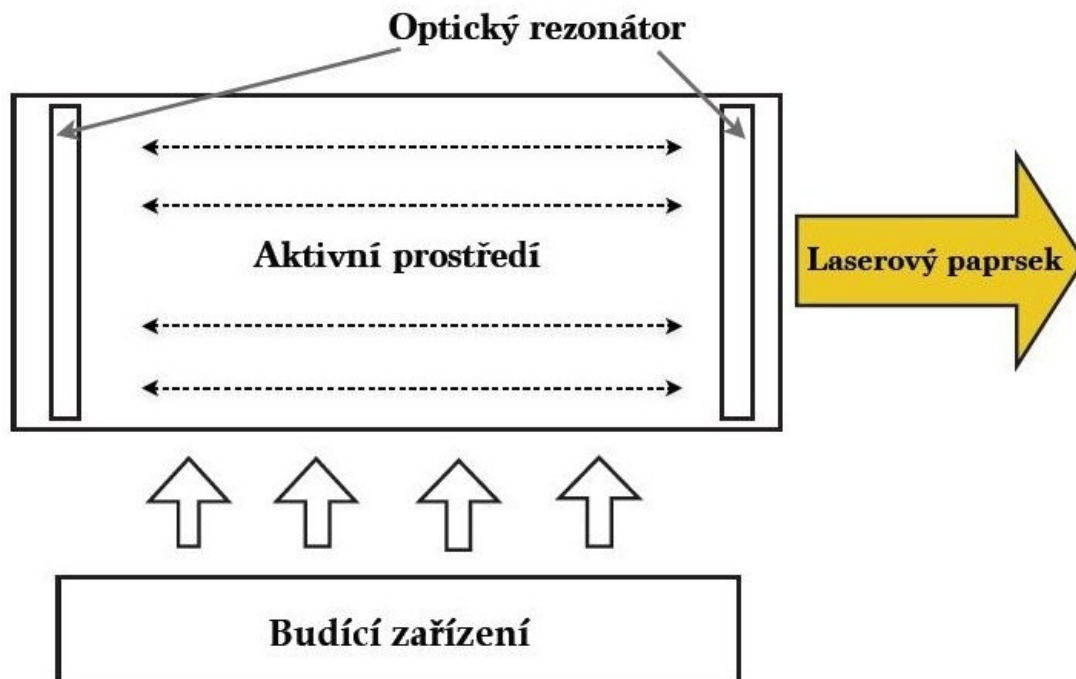 Optický rezonátor
Aktivní prostředí
Laserový paprsek
Budící zařízení